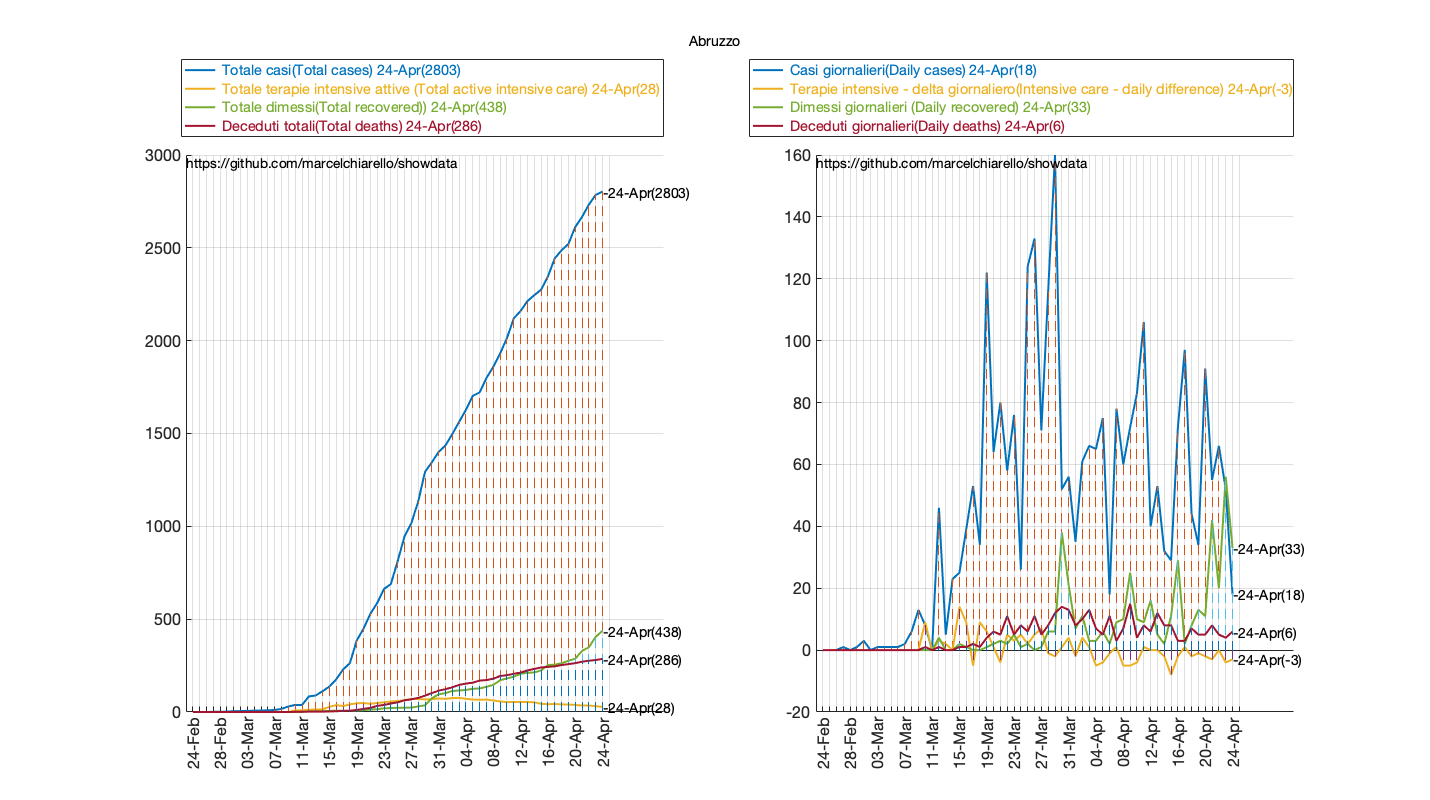 Abruzzo
Totale casi(Total cases) 24-Apr(2803)
Totale terapie intensive attive (Total active intensive care) 24-Apr(28)
Totale dimessi(Total recovered)) 24-Apr(438)
Deceduti totali(Total deaths) 24-Apr(286)
https://github.com/marcelchiarello/showdata
3000
2500
2000
1500
1000
500
0
-24-Apr(2803)
-24-Apr(438)
-24-Apr(286)
-24-Apr(28)
24-Feb
28-Feb
03-Mar
07-Mar
11-Mar
15-Mar
19-Mar
23-Mar
27-Mar
31-Mar
04-Apr
08-Apr
12-Apr
16-Apr
20-Apr
24-Apr
Casi giornalieri(Daily cases) 24-Apr(18)
Terapie intensive - delta giornaliero(Intensive care - daily difference) 24-Apr(-3)
Dimessi giornalieri (Daily recovered) 24-Apr(33)
Deceduti giornalieri(Daily deaths) 24-Apr(6)
https://github.com/marcelchiarello/showdata
160
140
120
100
80
60
40
20
0
-20
-24-Apr(33)
-24-Apr(18)
-24-Apr(6)
-24-Apr(-3)
24-Feb
28-Feb
03-Mar
07-Mar
11-Mar
15-Mar
19-Mar
23-Mar
27-Mar
31-Mar
04-Apr
08-Apr
12-Apr
16-Apr
20-Apr
24-Apr